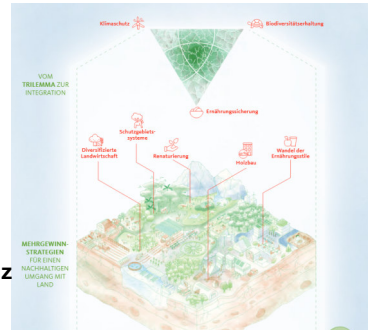 Klimaschutz
Biodiversitätserhaltung
VOM
TRILEMMA ZUR
INTEGRATION
Ernährungssicherung
Schutzgebiets-
systeme
Diversifizierte
Landwirtschaft
Renaturierung
Holzbau
Wandel der
Ernährungsstile
MEHRGEWINN-
STRATEGIEN
FÜR EINEN
NACHHALTIGEN
UMGANG MIT
LAND
z